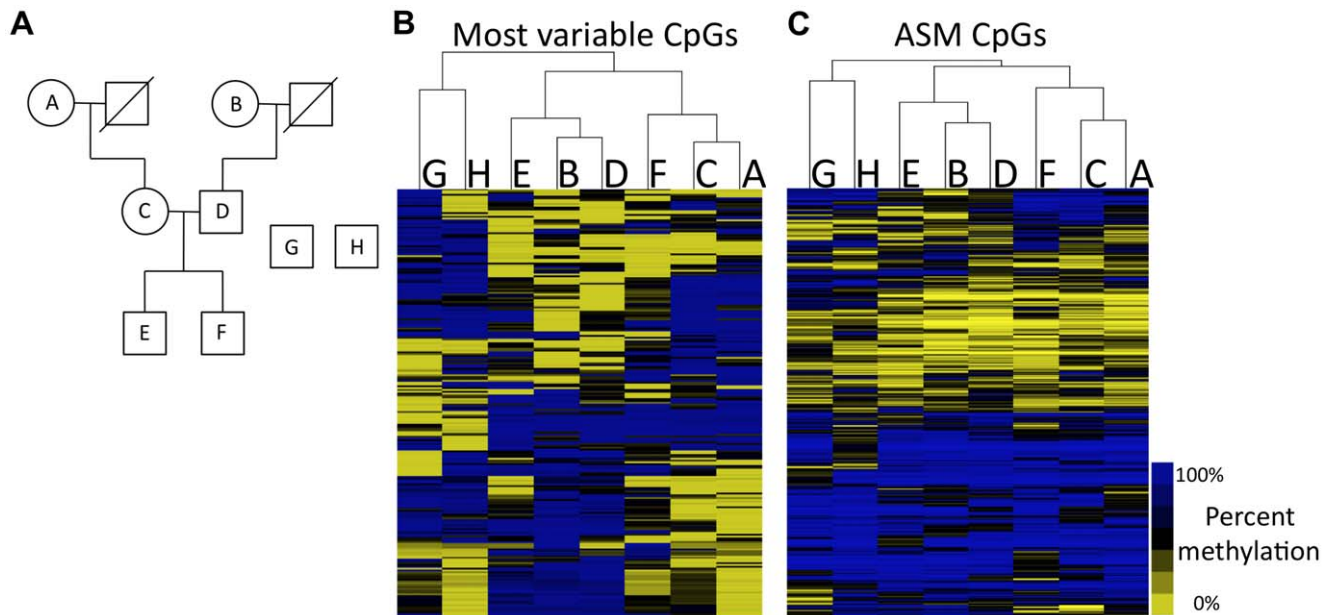 A
A
B
C
D
G
H
E
F
B
Most variable CpGs
G H E B D F C A
C
ASM CpGs
G H E B D F C A
100%
Percent
methylation
0%